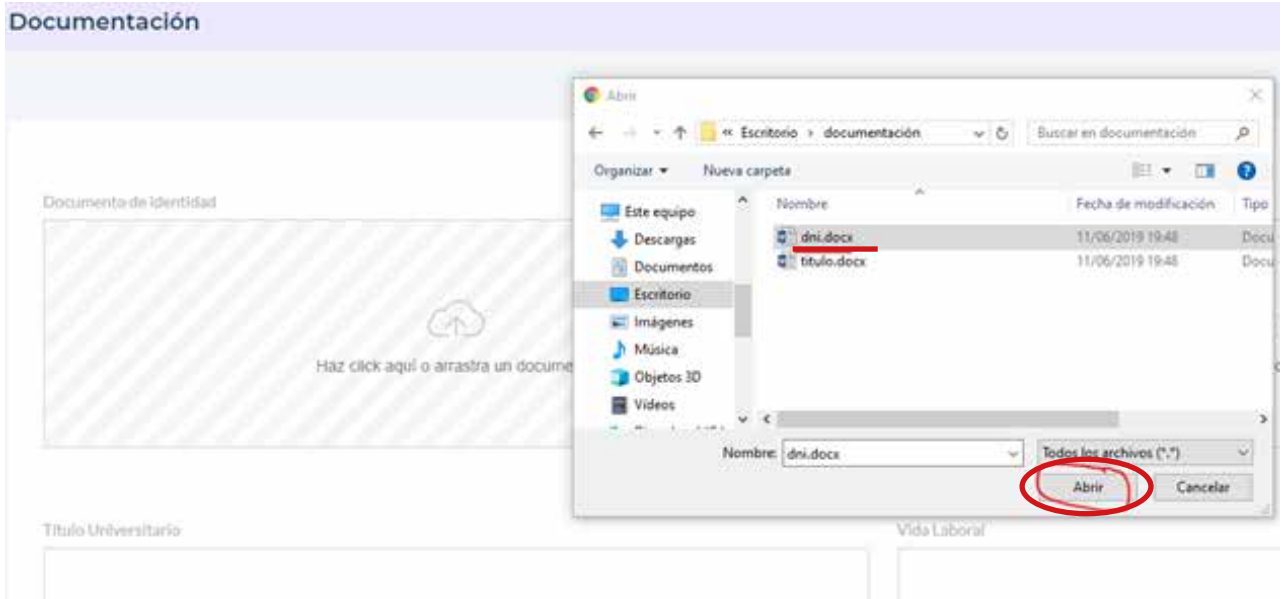 Documentación
Abrir
« Escritorio › documentación
Buscar en documentación
Organizar
Nueva carpeta
Nombre
Fecha de modificación
Tipo
Este equipo
Descargas
Documentos
Escritorio
Imágenes
Música
Objetos 3D
Vídeos
dni.docx
11/06/2019 19:48
Docu
titulo.docx
11/06/2019 19:48
Docu
Documento de identidad
Haz click aquí o arrastra un docume
Nombre: dni.docx
Todos los archivos (*.*)
Abrir
Cancelar
Título Universitario
Vida Laboral